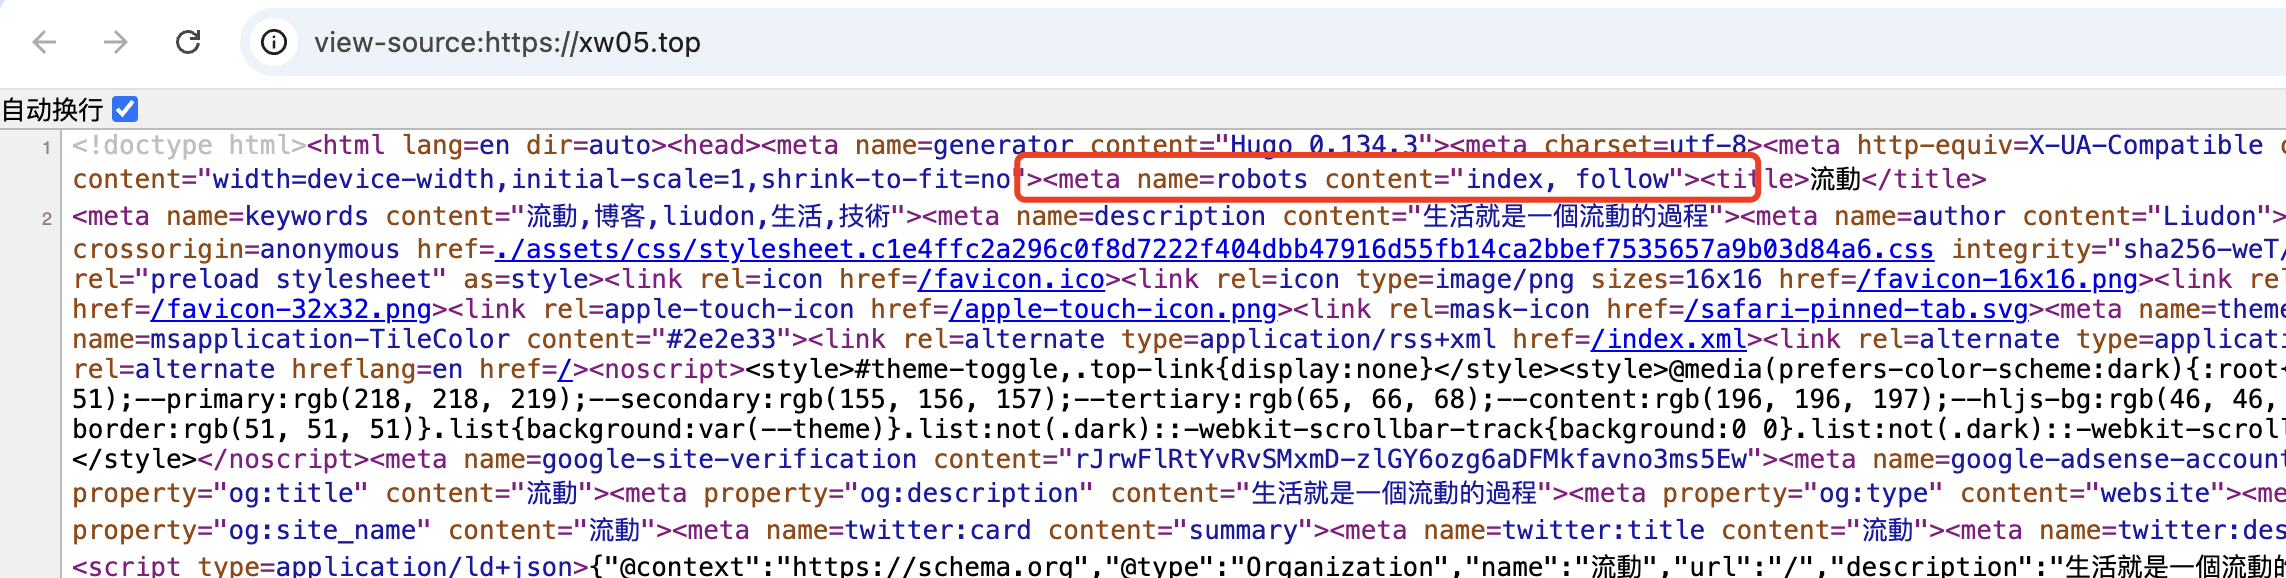 view-source:https://xw05.top
自动换行
1 <!doctype html><html lang=en dir=auto><head><meta name=generator content="Hugo 0.134.3"><meta charset=utf-8><meta http-equiv=X-UA-Compatible
content="width=device-width,initial-scale=1,shrink-to-fit=no"><meta name=robots content="index, follow"><title>流動</title>
2 <meta name=keywords content="流動,博客,liudon,生活,技術"><meta name=description content="生活就是一個流動的過程"><meta name=author content="Liudon">
crossorigin=anonymous href=./assets/css/stylesheet.c1e4ffc2a296c0f8d7222f404dbb47916d55fb14ca2bbef7535657a9b03d84a6.css integrity="sha256-weT/
rel="preload stylesheet" as=style><link rel=icon href=/favicon.ico><link rel=icon type=image/png sizes=16x16 href=/favicon-16x16.png><link re
href=/favicon-32x32.png><link rel=apple-touch-icon href=/apple-touch-icon.png><link rel=mask-icon href=/safari-pinned-tab.svg><meta name=theme
name=msapplication-TileColor content="#2e2e33"><link rel=alternate type=application/rss+xml href=/index.xml><link rel=alternate type=applicati
rel=alternate hreflang=en href=/><noscript><style>#theme-toggle,.top-link{display:none}</style><style>@media(prefers-color-scheme:dark){:root{
51);--primary:rgb(218, 218, 219);--secondary:rgb(155, 156, 157);--tertiary:rgb(65, 66, 68);--content:rgb(196, 196, 197);--hljs-bg:rgb(46, 46,
border:rgb(51, 51, 51)}.list{background:var(--theme)}.list:not(.dark)::-webkit-scrollbar-track{background:0 0}.list:not(.dark)::-webkit-scroll
</style></noscript><meta name=google-site-verification content="rJrwFlRtYvRvSMxmD-zlGY6ozg6aDFMkfavno3ms5Ew"><meta name=google-adsense-account
property="og:title" content="流動"><meta property="og:description" content="生活就是一個流動的過程"><meta property="og:type" content="website"><me
property="og:site_name" content="流動"><meta name=twitter:card content="summary"><meta name=twitter:title content="流動"><meta name=twitter:des
<script type=application/ld+json>{"@context":"https://schema.org","@type":"Organization","name":"流動","url":"/","description":"生活就是一個流動的